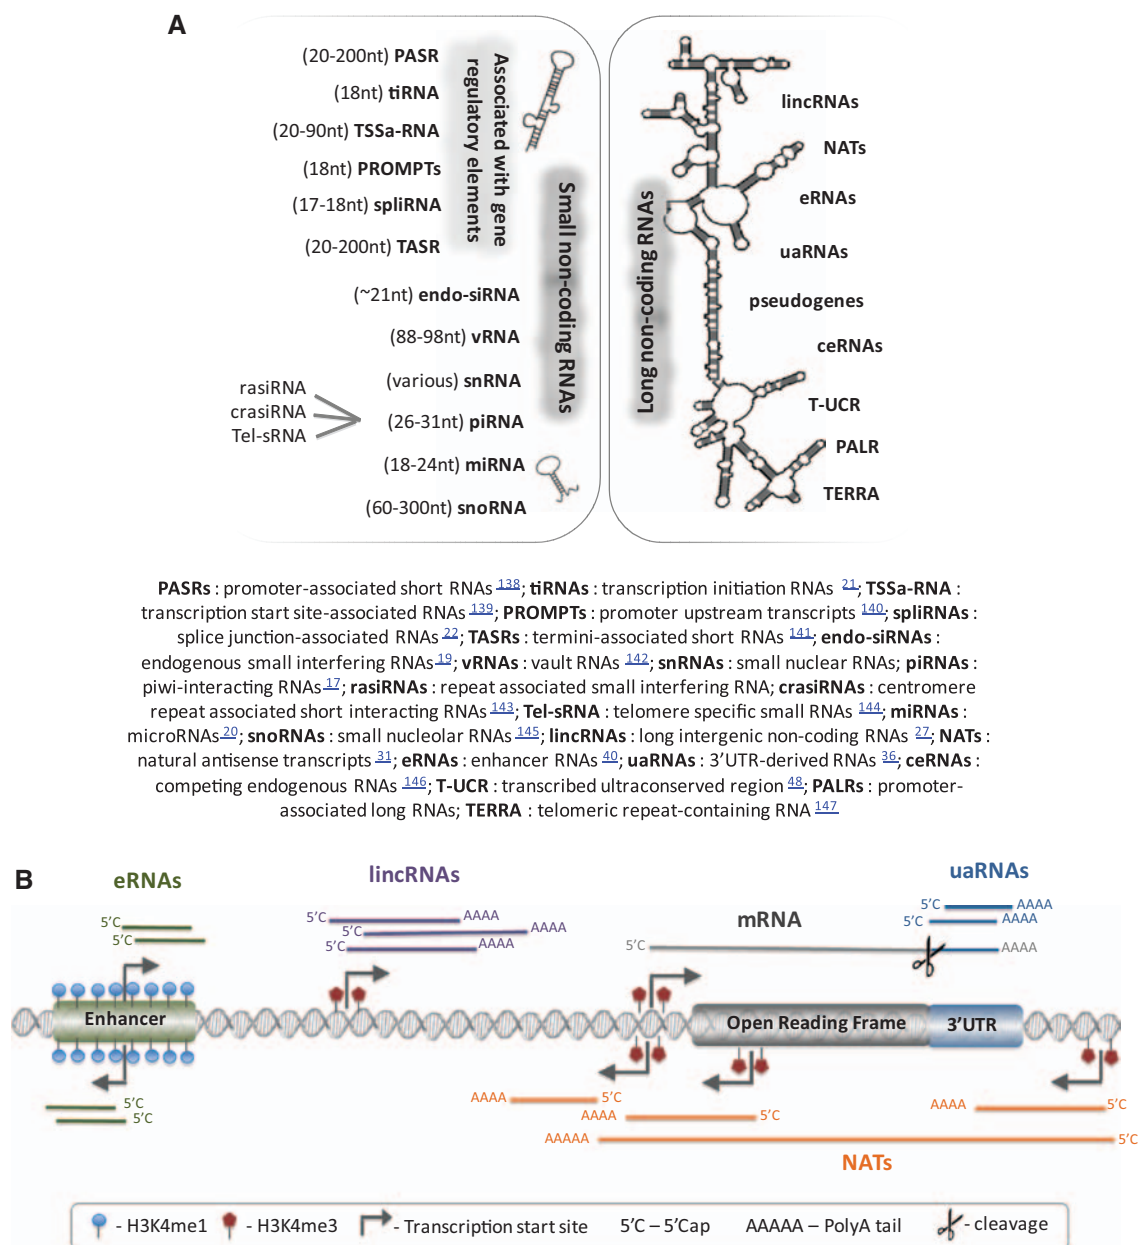 A
(20-200nt) PASR
(18nt) tiRNA
(20-90nt) TSSa-RNA
(18nt) PROMPTs
(17-18nt) spliRNA
(20-200nt) TASR
Associated with gene
regulatory elements
(~21nt) endo-siRNA
(88-98nt) vRNA
(various) snRNA
(26-31nt) piRNA
(18-24nt) miRNA
(60-300nt) snoRNA
rasiRNA
crasiRNA
Tel-sRNA
Small non-coding RNAs
Long non-coding RNAs
lincRNAs
NATs
eRNAs
uaRNAs
pseudogenes
ceRNAs
T-UCR
PALR
TERRA
PASRs : promoter-associated short RNAs 138; tiRNAs : transcription initiation RNAs 21; TSSa-RNA :
transcription start site-associated RNAs 139; PROMPTs : promoter upstream transcripts 140; spliRNAs :
splice junction-associated RNAs 22; TASRs : termini-associated short RNAs 141; endo-siRNAs :
endogenous small interfering RNAs 19; vRNAs : vault RNAs 142; snRNAs : small nuclear RNAs; piRNAs :
piwi-interacting RNAs 17; rasiRNAs : repeat associated small interfering RNA; crasiRNAs : centromere
repeat associated short interacting RNAs 143; Tel-sRNA : telomere specific small RNAs 144; miRNAs :
microRNAs 20; snoRNAs : small nucleolar RNAs 145; lincRNAs : long intergenic non-coding RNAs 27; NATs :
natural antisense transcripts 31; eRNAs : enhancer RNAs 40; uaRNAs : 3'UTR-derived RNAs 36; ceRNAs :
competing endogenous RNAs 146; T-UCR : transcribed ultraconserved region 48; PALRs : promoter-
associated long RNAs; TERRA : telomeric repeat-containing RNA 147
B
eRNAs
5'C
5'C
lincRNAs
5'C AAAA
AAAA
5'C AAAA
mRNA
5'C AAAA
uaRNAs
5'C AAAA
5'C AAAA
Enhancer
Open Reading Frame
3'UTR
5'C
5'C
AAAA 5'C
AAAA 5'C
AAAA 5'C
AAAAA 5'C
NATs
- H3K4me1
- H3K4me3
- Transcription start site
5'C – 5'Cap
AAAAA – PolyA tail
- cleavage